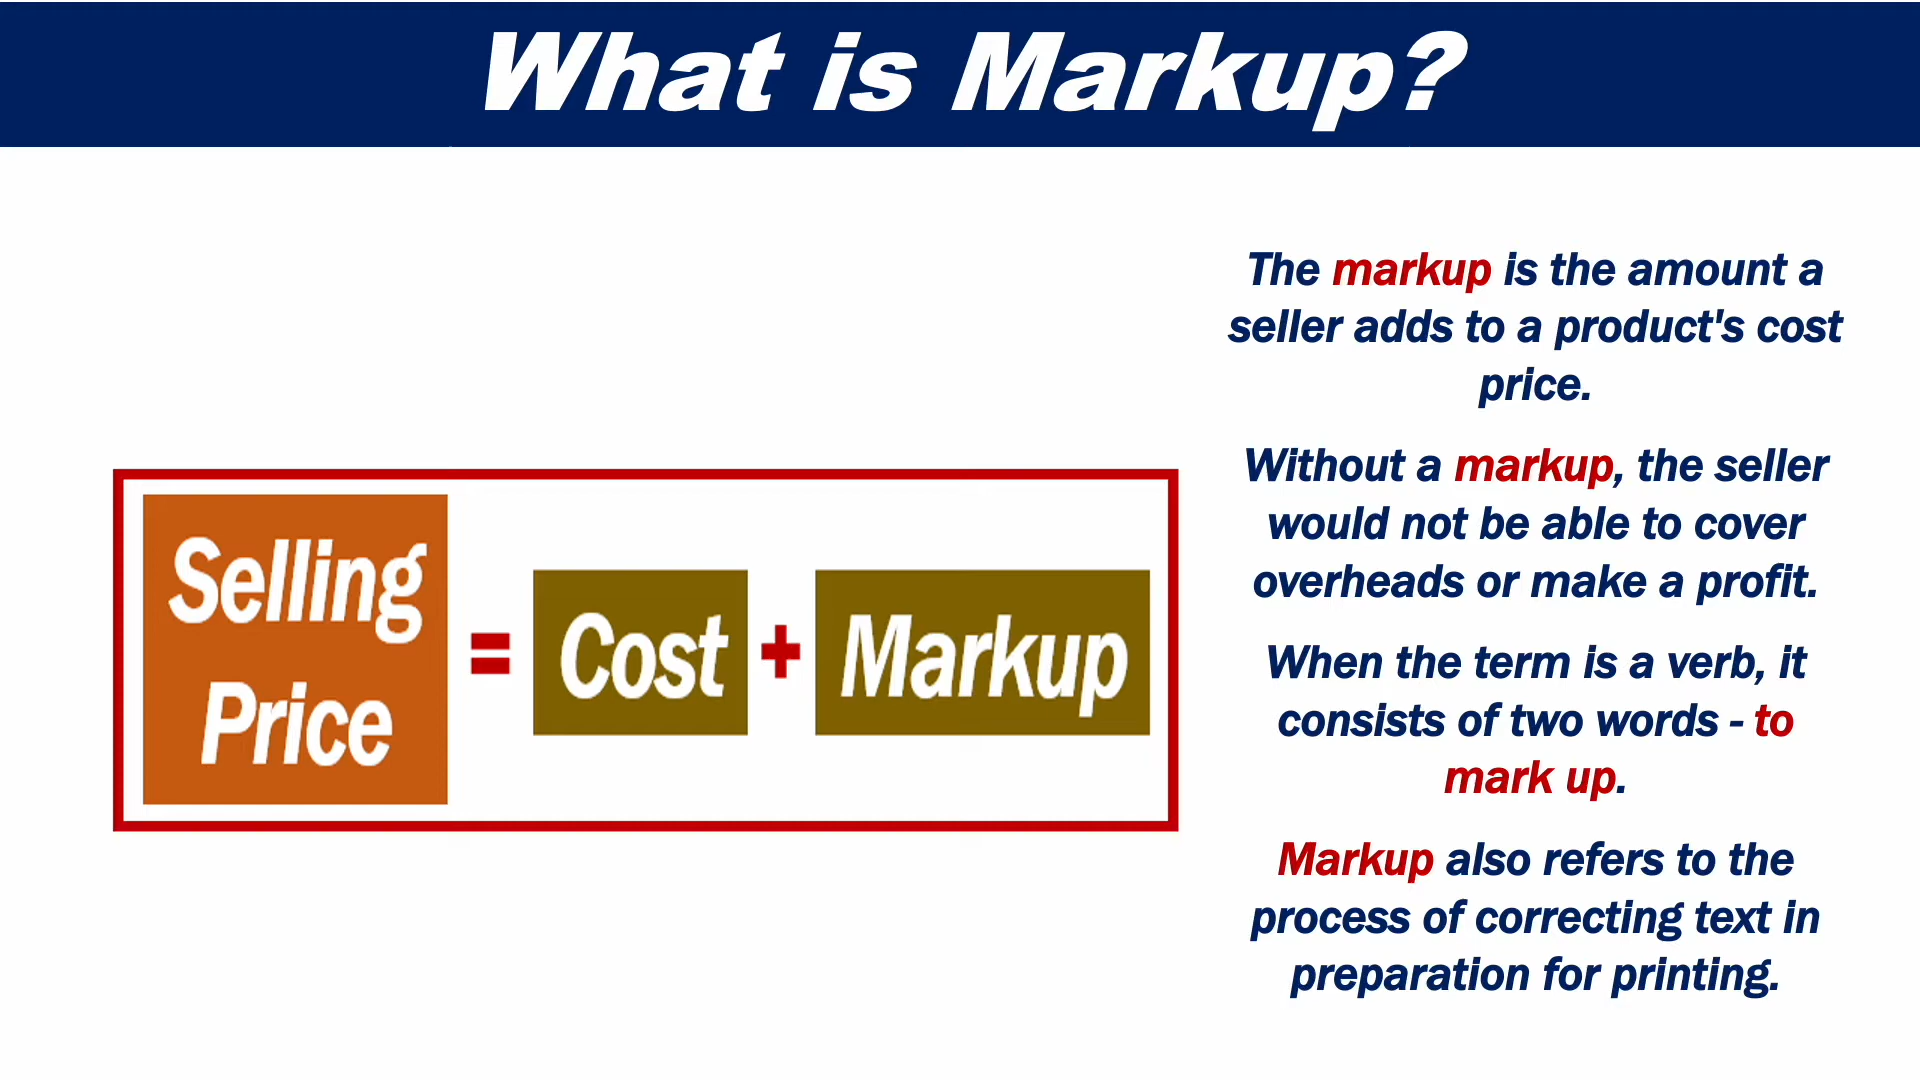 What is Markup?
Selling
Price
= Cost + Markup
The markup is the amount a
seller adds to a product's cost
price.
Without a markup, the seller
would not be able to cover
overheads or make a profit.
When the term is a verb, it
consists of two words - to
mark up.
Markup also refers to the
process of correcting text in
preparation for printing.